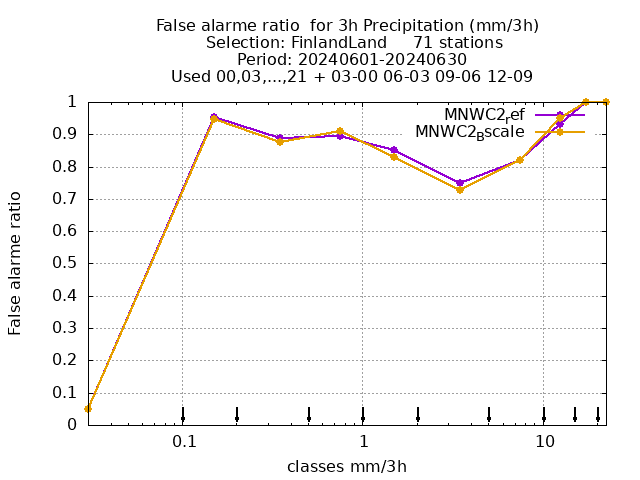 False alarme ratio  for 3h Precipitation (mm/3h)
Selection: FinlandLand     71 stations
Period: 20240601-20240630
Used 00,03,...,21 + 03-00 06-03 09-06 12-09
MNWC2_ref
MNWC2_Bscale
1
0.9
0.8
0.7
0.6
0.5
0.4
0.3
0.2
0.1
0
False alarme ratio
0.1
1
10
classes mm/3h